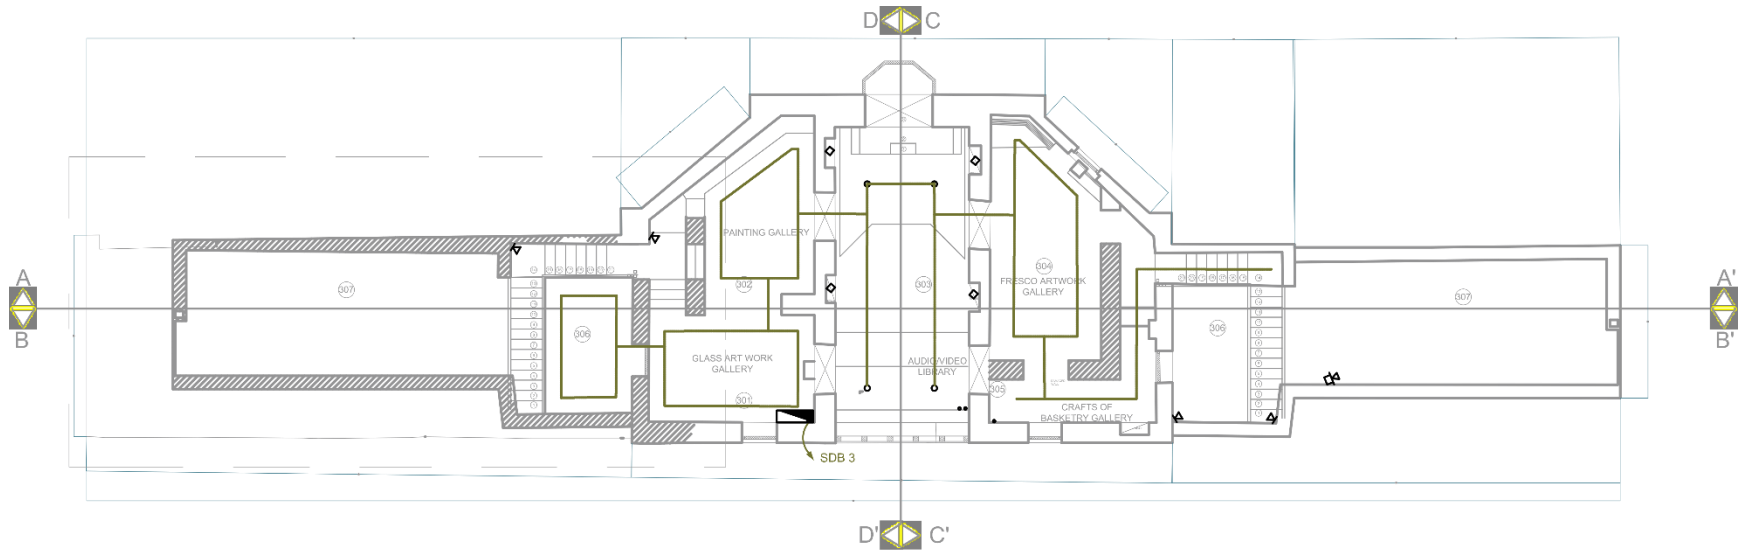 D C
A
B
A'
B'
307
306
PAINTING GALLERY
302
GLASS ART WORK
GALLERY
301
303
304
FRESCO ARTWORK
GALLERY
AUDIO/VIDEO
LIBRARY
305
CRAFTS OF
BASKETRY GALLERY
306
307
SDB 3
D' C'